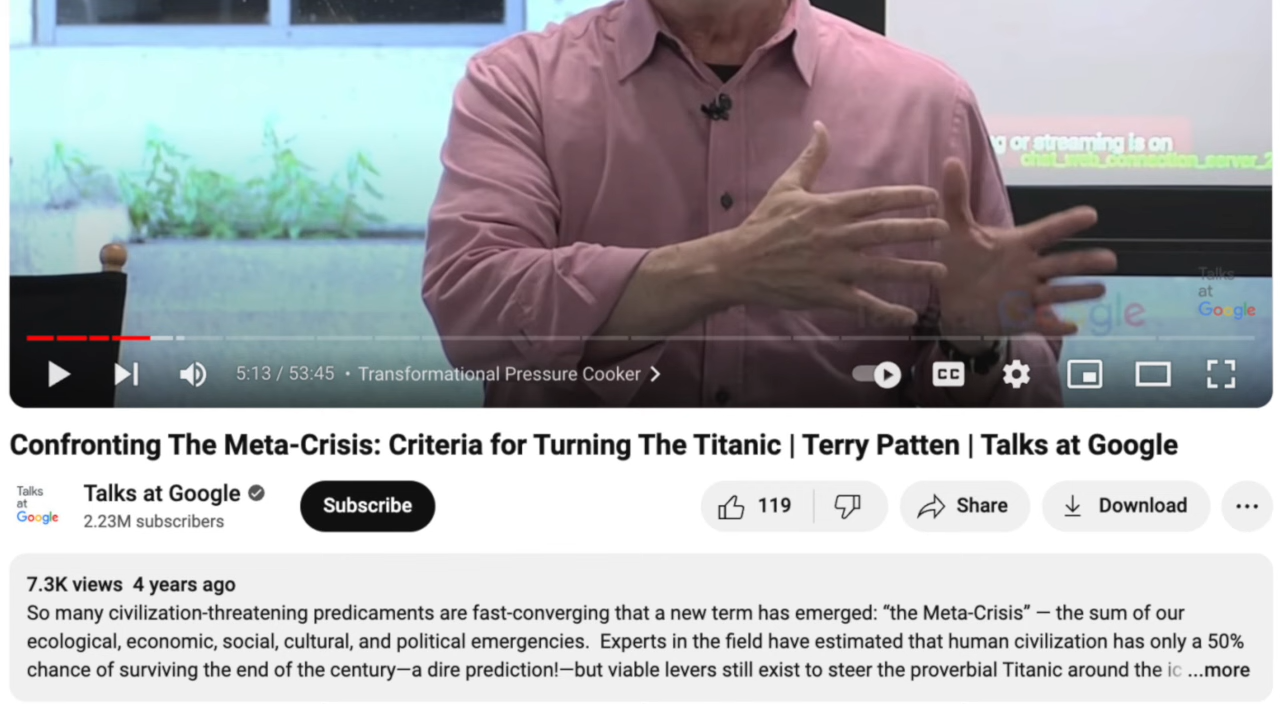 g or streaming is on
chat_web_connection_server_2
Talks
at
Google
gle
5:13 / 53:45 • Transformational Pressure Cooker
CC
Confronting The Meta-Crisis: Criteria for Turning The Titanic | Terry Patten | Talks at Google
Talks
at
Google
Talks at Google
2.23M subscribers
Subscribe
119
Share
Download
7.3K views 4 years ago
So many civilization-threatening predicaments are fast-converging that a new term has emerged: “the Meta-Crisis” — the sum of our
ecological, economic, social, cultural, and political emergencies. Experts in the field have estimated that human civilization has only a 50%
chance of surviving the end of the century—a dire prediction!—but viable levers still exist to steer the proverbial Titanic around the ic ...more